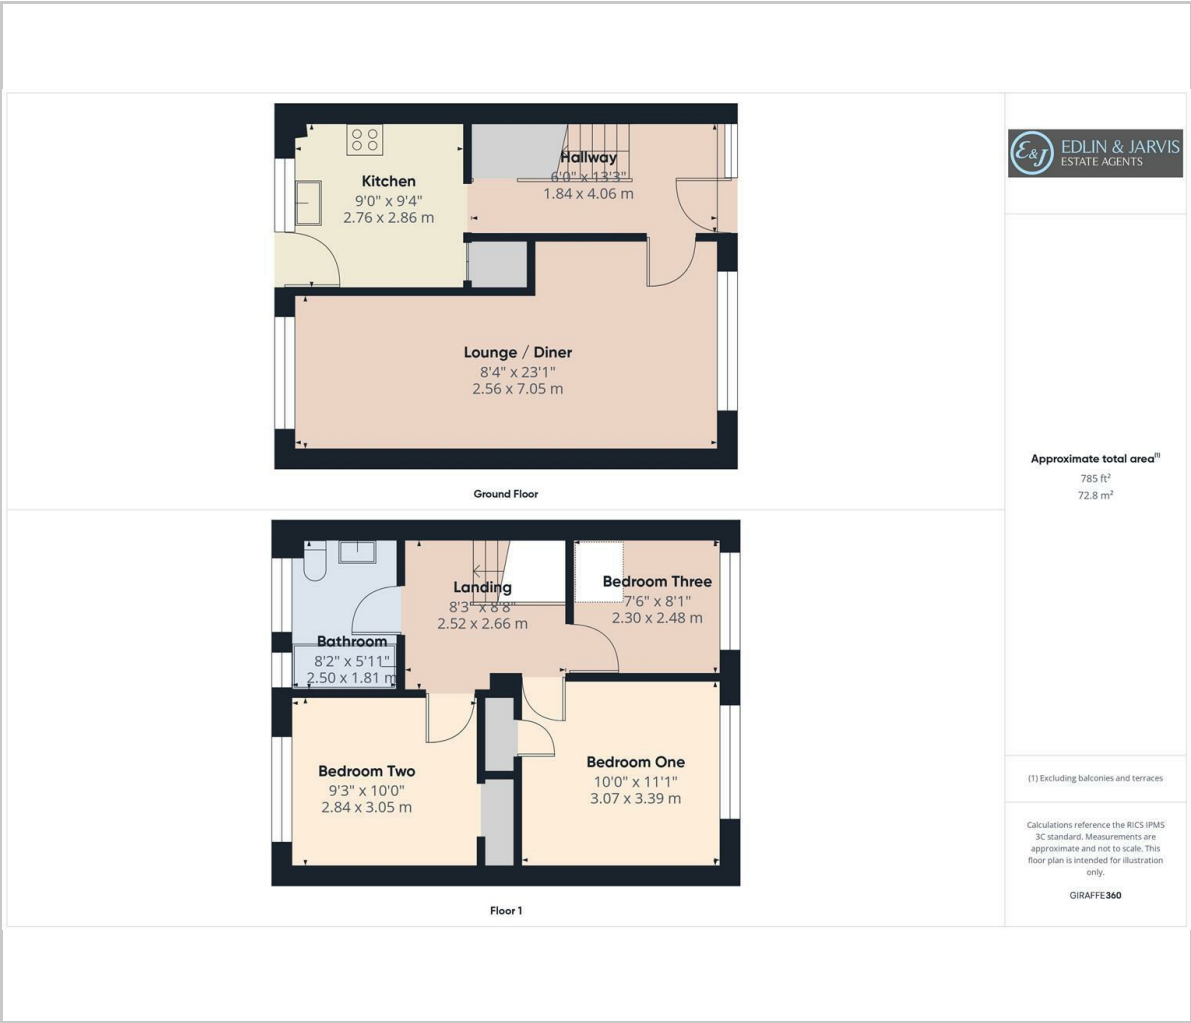 Kitchen
9'0" x 9'4"
2.76 x 2.86 m
Hallway
6'0" x 13'3"
1.84 x 4.06 m
Lounge / Diner
8'4" x 23'1"
2.56 x 7.05 m
Ground Floor
Landing
8'3" x 8'8"
2.52 x 2.66 m
Bedroom Three
7'6" x 8'1"
2.30 x 2.48 m
Bathroom
8'2" x 5'11"
2.50 x 1.81 m
Bedroom Two
9'3" x 10'0"
2.84 x 3.05 m
Bedroom One
10'0" x 11'1"
3.07 x 3.39 m
Floor 1
E&J
EDLIN & JARVIS
ESTATE AGENTS
Approximate total area⁽¹⁾
785 ft²
72.8 m²
(1) Excluding balconies and terraces
Calculations reference the RICS IPMS
3C standard. Measurements are
approximate and not to scale. This
floor plan is intended for illustration
only.
GIRAFFE360